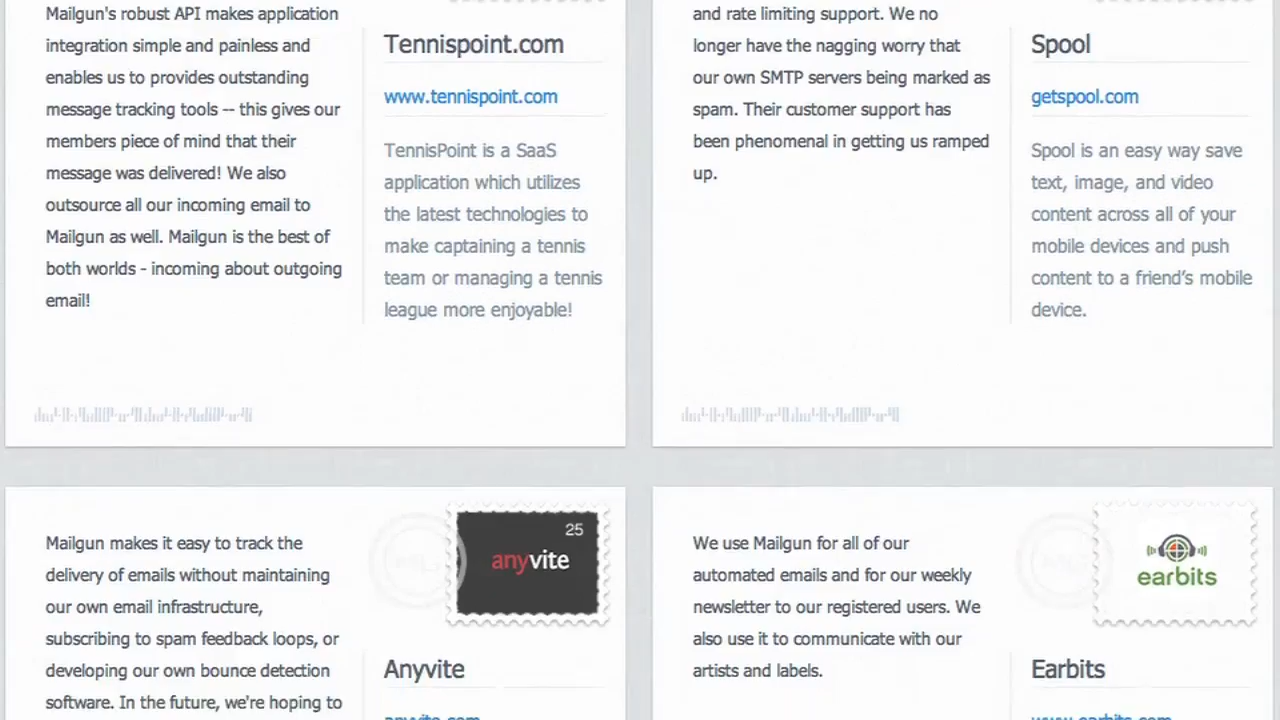 Mailgun's robust API makes application
integration simple and painless and
enables us to provides outstanding
message tracking tools -- this gives our
members piece of mind that their
message was delivered! We also
outsource all our incoming email to
Mailgun as well. Mailgun is the best of
both worlds - incoming about outgoing
email!
Tennispoint.com
www.tennispoint.com
TennisPoint is a SaaS
application which utilizes
the latest technologies to
make captaining a tennis
team or managing a tennis
league more enjoyable!
and rate limiting support. We no
longer have the nagging worry that
our own SMTP servers being marked as
spam. Their customer support has
been phenomenal in getting us ramped
up.
Spool
getspool.com
Spool is an easy way save
text, image, and video
content across all of your
mobile devices and push
content to a friend’s mobile
device.
Mailgun makes it easy to track the
delivery of emails without maintaining
our own email infrastructure,
subscribing to spam feedback loops, or
developing our own bounce detection
software. In the future, we're hoping to
25
anyvite
Anyvite
anyvite.com
We use Mailgun for all of our
automated emails and for our weekly
newsletter to our registered users. We
also use it to communicate with our
artists and labels.
earbits
Earbits
www.earbits.com